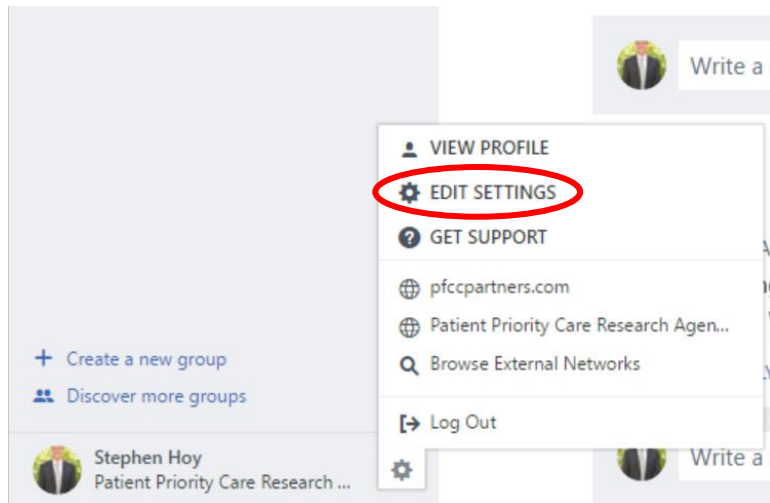 Write a
VIEW PROFILE
EDIT SETTINGS
GET SUPPORT
pfccpartners.com
Patient Priority Care Research Agen...
Browse External Networks
Log Out
+ Create a new group
Discover more groups
Stephen Hoy
Patient Priority Care Research ...
Write a